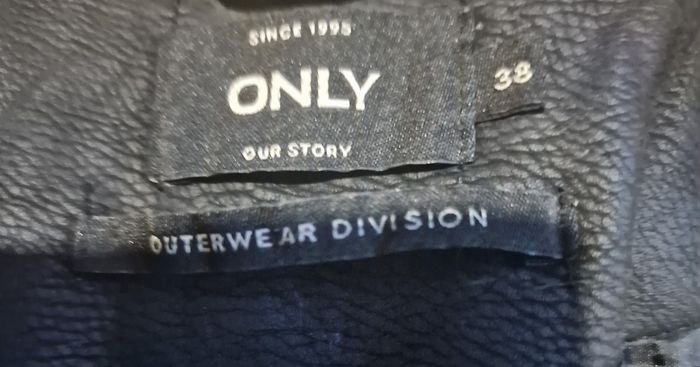 SINCE 1995
ONLY
38
OUR STORY
OUTERWEAR DIVISION